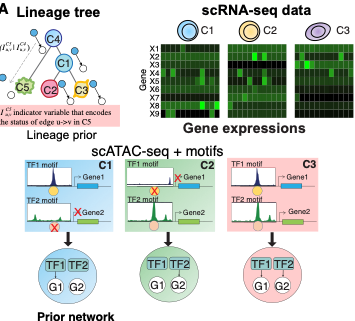 A
Lineage tree
C4
C1
C5
C2
C3
indicator variable that encodes
the status of edge u->v in C5
Lineage prior
scRNA-seq data
C1
C2
C3
Gene
X1
X2
X3
X4
X5
X6
X7
X8
X9
Gene expressions
scATAC-seq + motifs
C1
TF1 motif
Gene1
TF2 motif
X
Gene2
X
C2
TF1 motif
X
Gene1
X
TF2 motif
Gene2
C3
TF1 motif
Gene1
TF2 motif
Gene2
TF1 TF2
G1 G2
TF1 TF2
G1 G2
TF1 TF2
G1 G2
Prior network